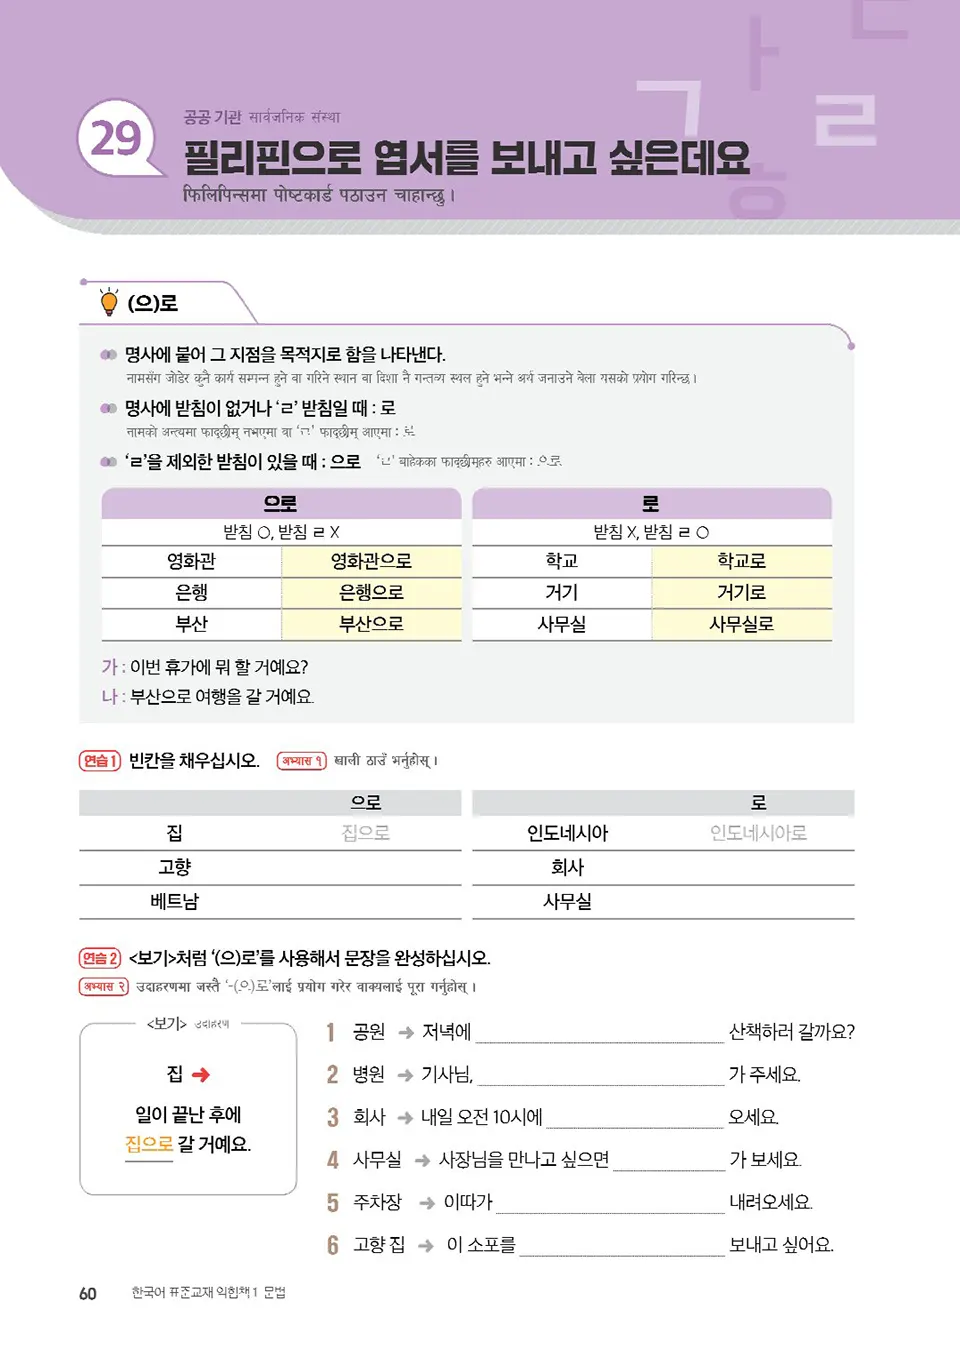 29
공공 기관 सार्वजनिक संस्था
필리핀으로 엽서를 보내고 싶은데요
फिलिपिन्समा पोष्टकार्ड पठाउन चाहान्छु।
(으)로
명사에 붙어 그 지점을 목적지로 함을 나타낸다.
नामसँग जोडेर कुनै कार्य सम्पन्न हुने वा गरिने स्थान वा दिशा नै गन्तव्य स्थल हुने भन्ने अर्थ जनाउने बेला यसको प्रयोग गरिन्छ।
명사에 받침이 없거나 ‘ㄹ’ 받침일 때 : 로
नामको अन्त्यमा फाद्छीम् नभएमा वा ‘ㄹ’ फाद्छीम् आएमा : 로
‘ㄹ’을 제외한 받침이 있을 때 : 으로 ‘ㄹ’ बाहेकका फाद्छीम्हरु आएमा : 으로
으로 로
받침 O, 받침 ㄹ X 받침 X, 받침 ㄹ O
영화관 영화관으로 학교 학교로
은행 은행으로 거기 거기로
부산 부산으로 사무실 사무실로
가 : 이번 휴가에 뭐 할 거예요?
나 : 부산으로 여행을 갈 거예요.
연습 1 빈칸을 채우십시오. अभ्यास १ खाली ठाउँ भर्नुहोस्।
으로 로
집 집으로 인도네시아 인도네시아로
고향 회사
베트남 사무실
연습 2 <보기>처럼 ‘(으)로’를 사용해서 문장을 완성하십시오.
अभ्यास २ उदाहरणमा जस्तै ‘-(으)로’लाई प्रयोग गरेर वाक्यलाई पूरा गर्नुहोस्।
<보기> उदाहरण
집 ➜
일이 끝난 후에
집으로 갈 거예요.
1 공원 ➜ 저녁에 ____________ 산책하러 갈까요?
2 병원 ➜ 기사님, ____________ 가 주세요.
3 회사 ➜ 내일 오전 10시에 ____________ 오세요.
4 사무실 ➜ 사장님을 만나고 싶으면 ____________ 가 보세요.
5 주차장 ➜ 이따가 ____________ 내려오세요.
6 고향 집 ➜ 이 소포를 ____________ 보내고 싶어요.
60 한국어 표준교재 익힘책 1 문법